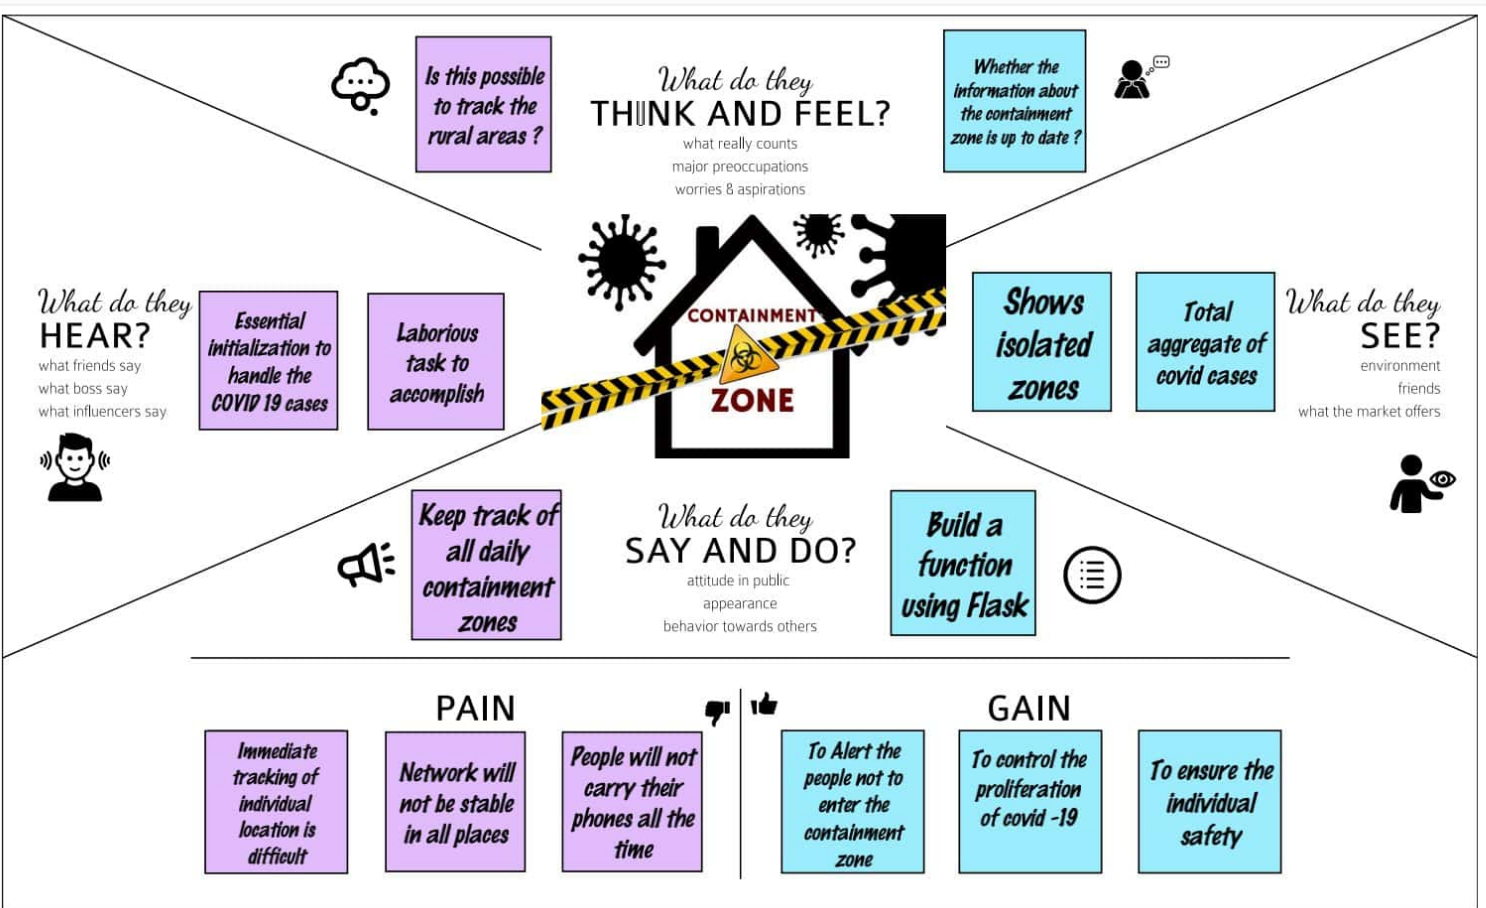 Is this possible
to track the
rural areas ?
What do they
THINK AND FEEL?
what really counts
major preoccupations
worries & aspirations
Whether the
information about
the containment
zone is up to date ?
What do they
HEAR?
what friends say
what boss say
what influencers say
Essential
initialization to
handle the
COVID 19 cases
Laborious
task to
accomplish
CONTAINMENT
ZONE
Shows
isolated
zones
Total
aggregate of
covid cases
What do they
SEE?
environment
friends
what the market offers
Keep track of
all daily
containment
zones
What do they
SAY AND DO?
attitude in public
appearance
behavior towards others
Build a
function
using Flask
PAIN
Immediate
tracking of
individual
location is
difficult
Network will
not be stable
in all places
People will not
carry their
phones all the
time
GAIN
To Alert the
people not to
enter the
containment
zone
To control the
proliferation
of covid -19
To ensure the
individual
safety